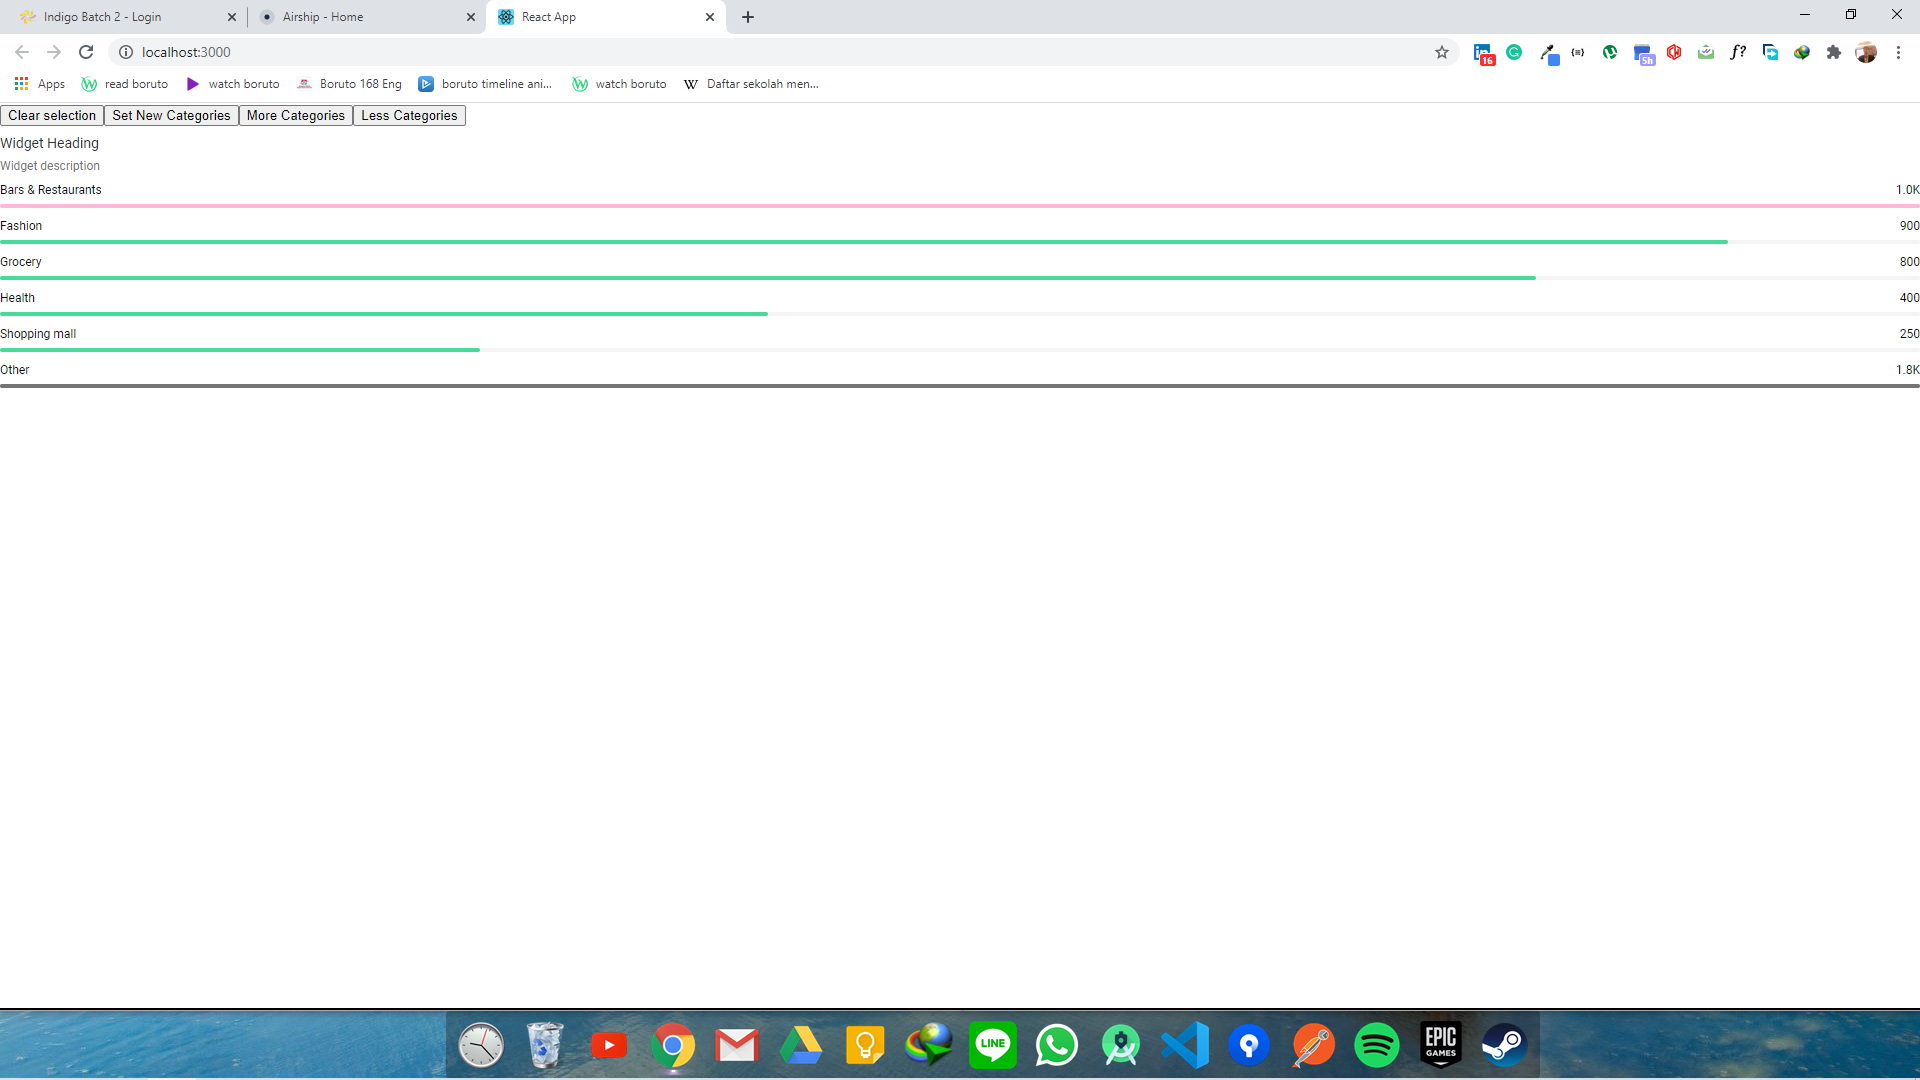 Indigo Batch 2 - Login
Airship - Home
React App
localhost:3000
16
5h
f?
Apps
read boruto
watch boruto
Boruto 168 Eng
boruto timeline ani...
watch boruto
W
Daftar sekolah men...
Clear selection
Set New Categories
More Categories
Less Categories
Widget Heading
Widget description
Bars & Restaurants
1.0K
Fashion
900
Grocery
800
Health
400
Shopping mall
250
Other
1.8K
LINE
EPIC
GAMES